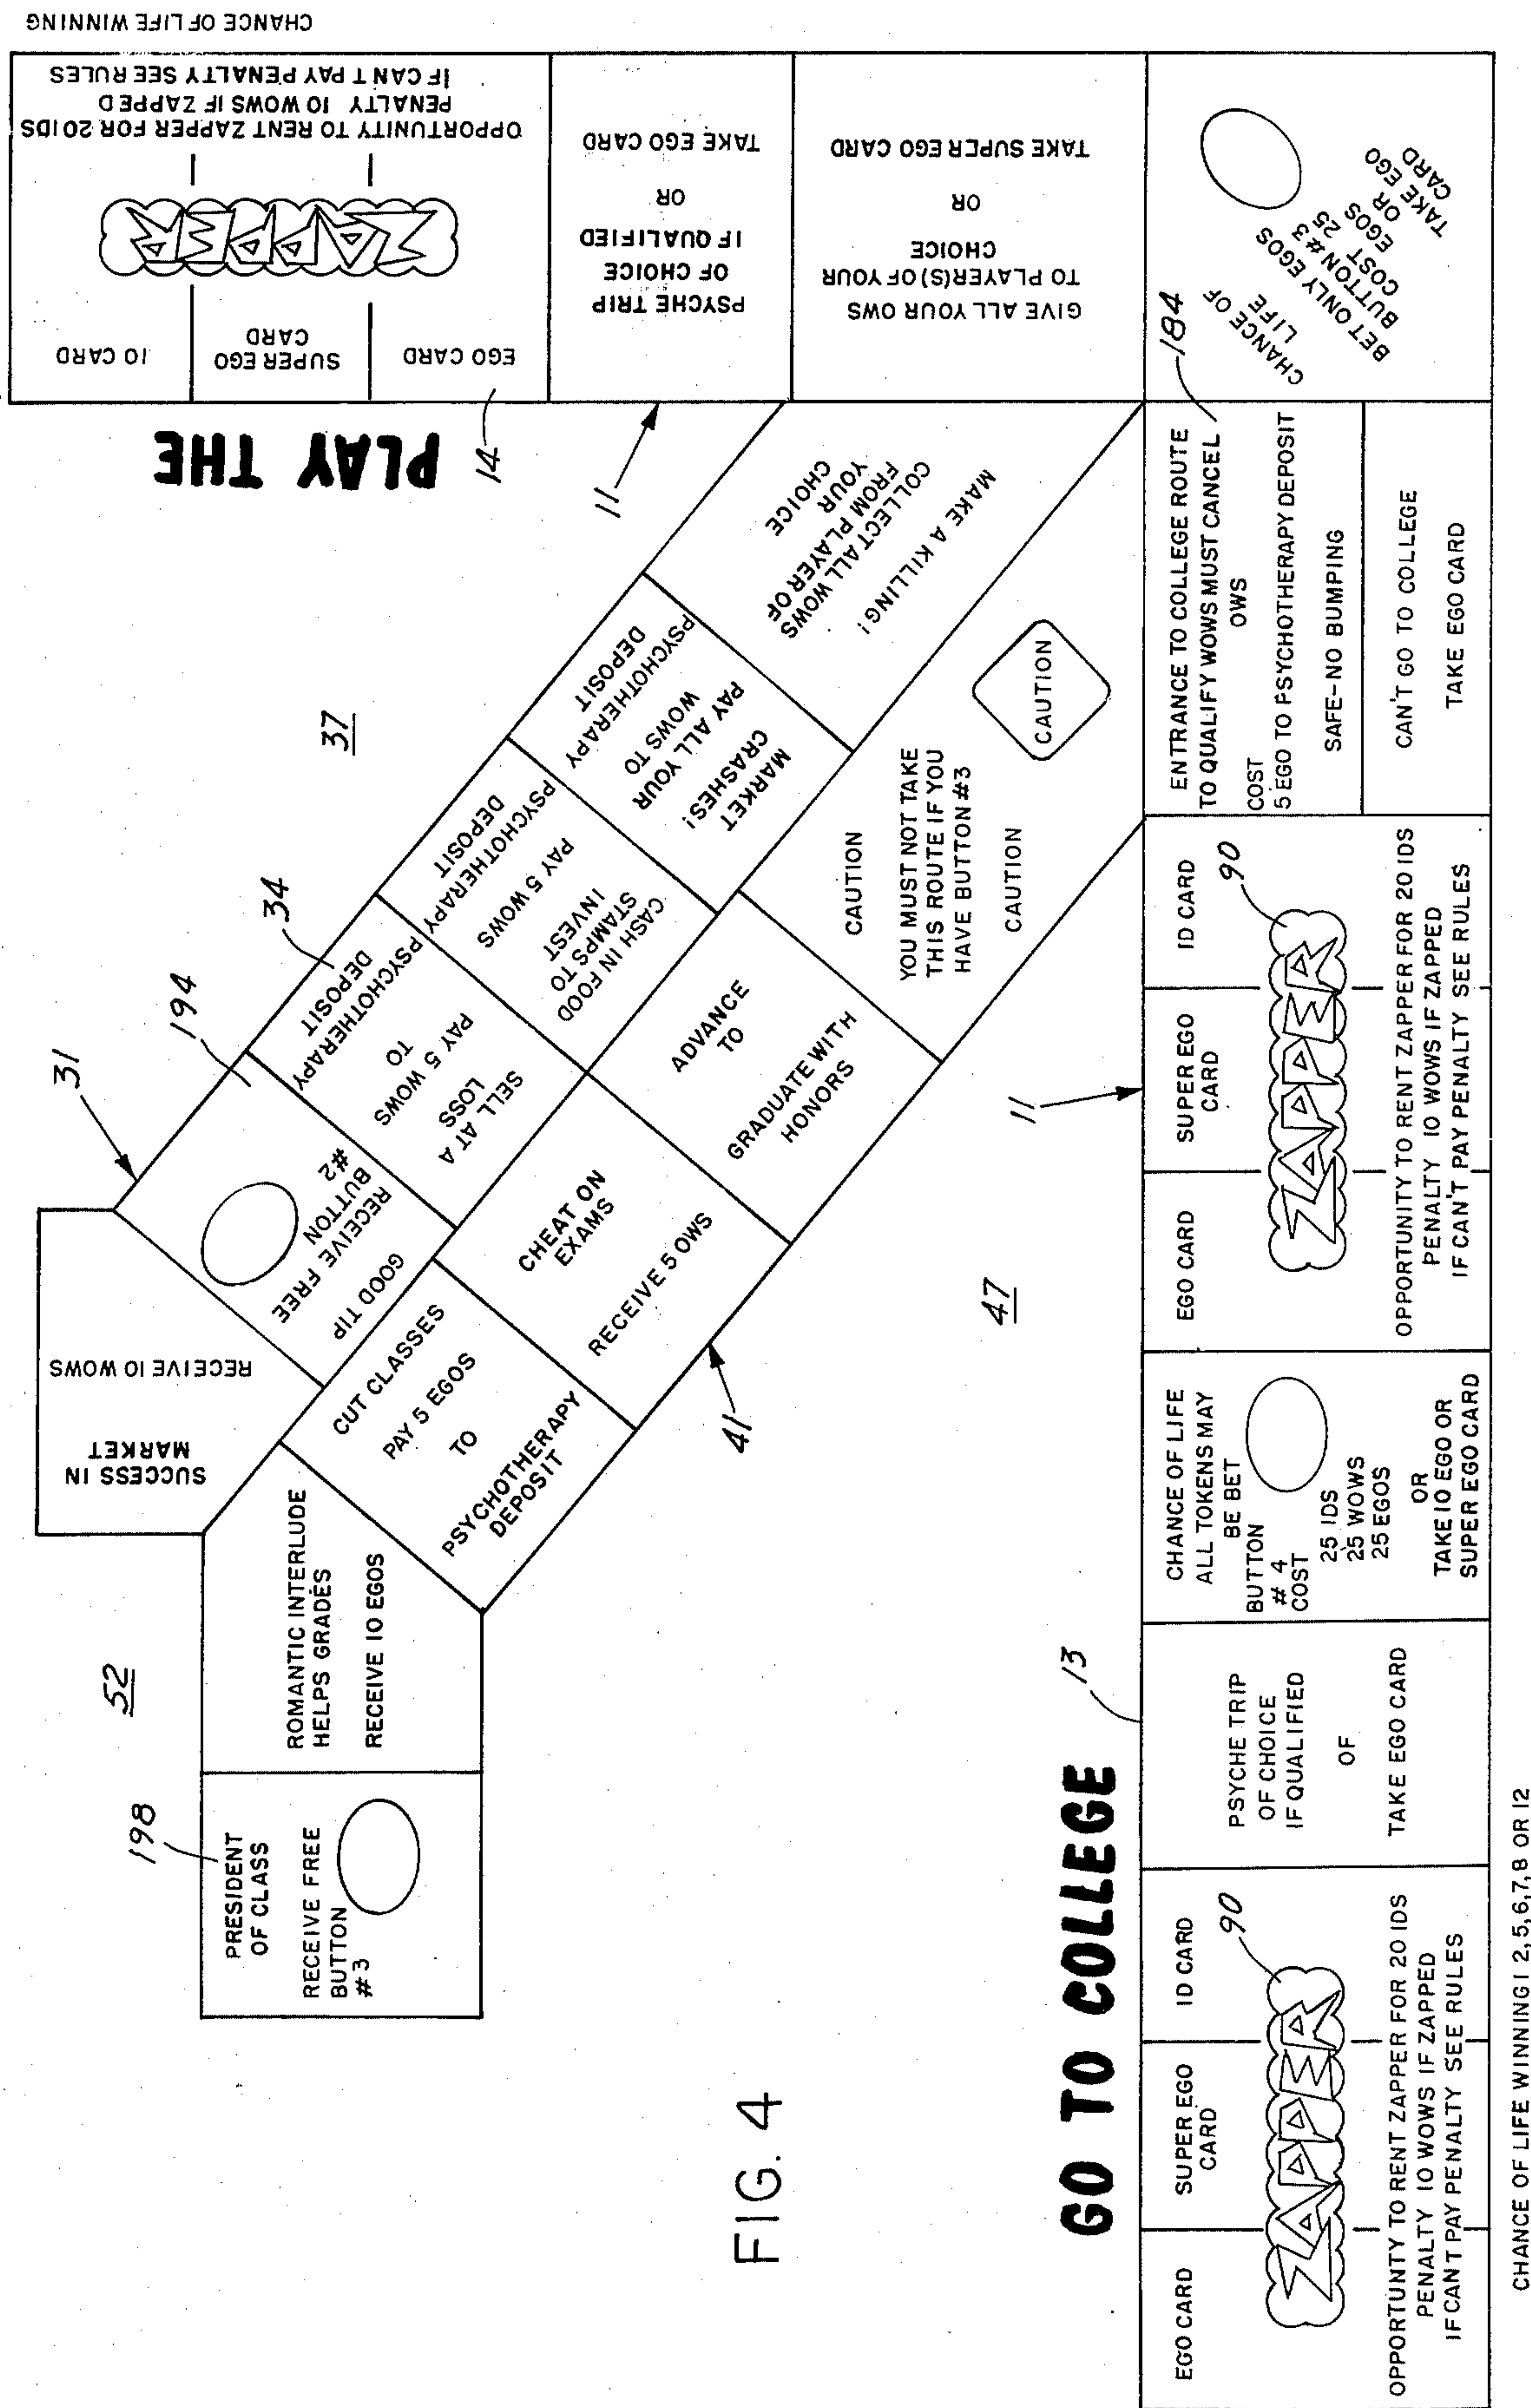 CHANCE OF LIFE WINNING
OPPORTUNITY TO RENT ZAPPER FOR 20 IDS
PENALTY 10 WOWS IF ZAPPED
IF CANT PAY PENALTY SEE RULES
ZAPPER
ID CARD
SUPER EGO
CARD
EGO CARD
14
PSYCHE TRIP
OF CHOICE
IF QUALIFIED
OR
TAKE EGO CARD
GIVE ALL YOUR OWS
TO PLAYER(S) OF YOUR
CHOICE
OR
TAKE SUPER EGO CARD
CHANCE OF
LIFE
BET ONLY EGOS
BUTTON #3
COST 25
EGOS
OR
TAKE EGO
CARD
PLAY THE
11
37
31
194
34
SUCCESS IN
MARKET
RECEIVE 10 WOWS
GOOD TIP
RECEIVE FREE
BUTTON
#2
SELL AT A
LOSS
PAY 5 WOWS
TO
PSYCHOTHERAPY
DEPOSIT
CASH IN FOOD
STAMPS TO
INVEST
PAY 5 WOWS
PSYCHOTHERAPY
DEPOSIT
MARKET
CRASHES!
PAY ALL YOUR
WOWS TO
PSYCHOTHERAPY
DEPOSIT
MAKE A KILLING!
COLLECT ALL WOWS
FROM PLAYER OF
YOUR
CHOICE
52
198
PRESIDENT
OF CLASS
RECEIVE FREE
BUTTON
#3
ROMANTIC INTERLUDE
HELPS GRADES
RECEIVE 10 EGOS
CUT CLASSES
PAY 5 EGOS
TO
PSYCHOTHERAPY
DEPOSIT
CHEAT ON
EXAMS
RECEIVE 5 OWS
ADVANCE
TO
GRADUATE WITH
HONORS
CAUTION
YOU MUST NOT TAKE
THIS ROUTE IF YOU
HAVE BUTTON #3
CAUTION
CAUTION
41
47
11
FIG. 4
GO TO COLLEGE
13
EGO CARD
SUPER EGO
CARD
ID CARD
90
ZAPPER
OPPORTUNTY TO RENT ZAPPER FOR 20 IDS
PENALTY 10 WOWS IF ZAPPED
IF CANT PAY PENALTY SEE RULES
PSYCHE TRIP
OF CHOICE
IF QUALIFIED
OF
TAKE EGO CARD
CHANCE OF LIFE
ALL TOKENS MAY
BE BET
BUTTON
# 4
COST
25 IDS
25 WOWS
25 EGOS
OR
TAKE ID EGO OR
SUPER EGO CARD
EGO CARD
SUPER EGO
CARD
ID CARD
90
ZAPPER
OPPORTUNITY TO RENT ZAPPER FOR 20 IDS
PENALTY 10 WOWS IF ZAPPED
IF CAN'T PAY PENALTY SEE RULES
184
ENTRANCE TO COLLEGE ROUTE
TO QUALIFY WOWS MUST CANCEL
OWS
COST
5 EGO TO PSYCHOTHERAPY DEPOSIT
SAFE-NO BUMPING
CAN'T GO TO COLLEGE
TAKE EGO CARD
CHANCE OF LIFE WINNING! 2,5,6,7,8 OR 12